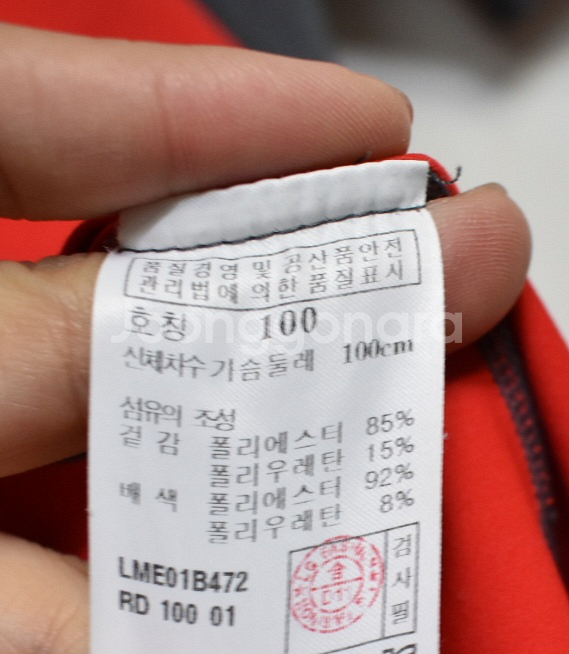 품질경영및공산품안전
관리법에의한품질표시
호칭 100
신체치수 가슴둘레 100cm
섬유의 조성
겉감 폴리에스터 85%
폴리우레탄 15%
배색 폴리에스터 92%
폴리우레탄 8%
LME01B472
RD 100 01
검사필
Joonggonara